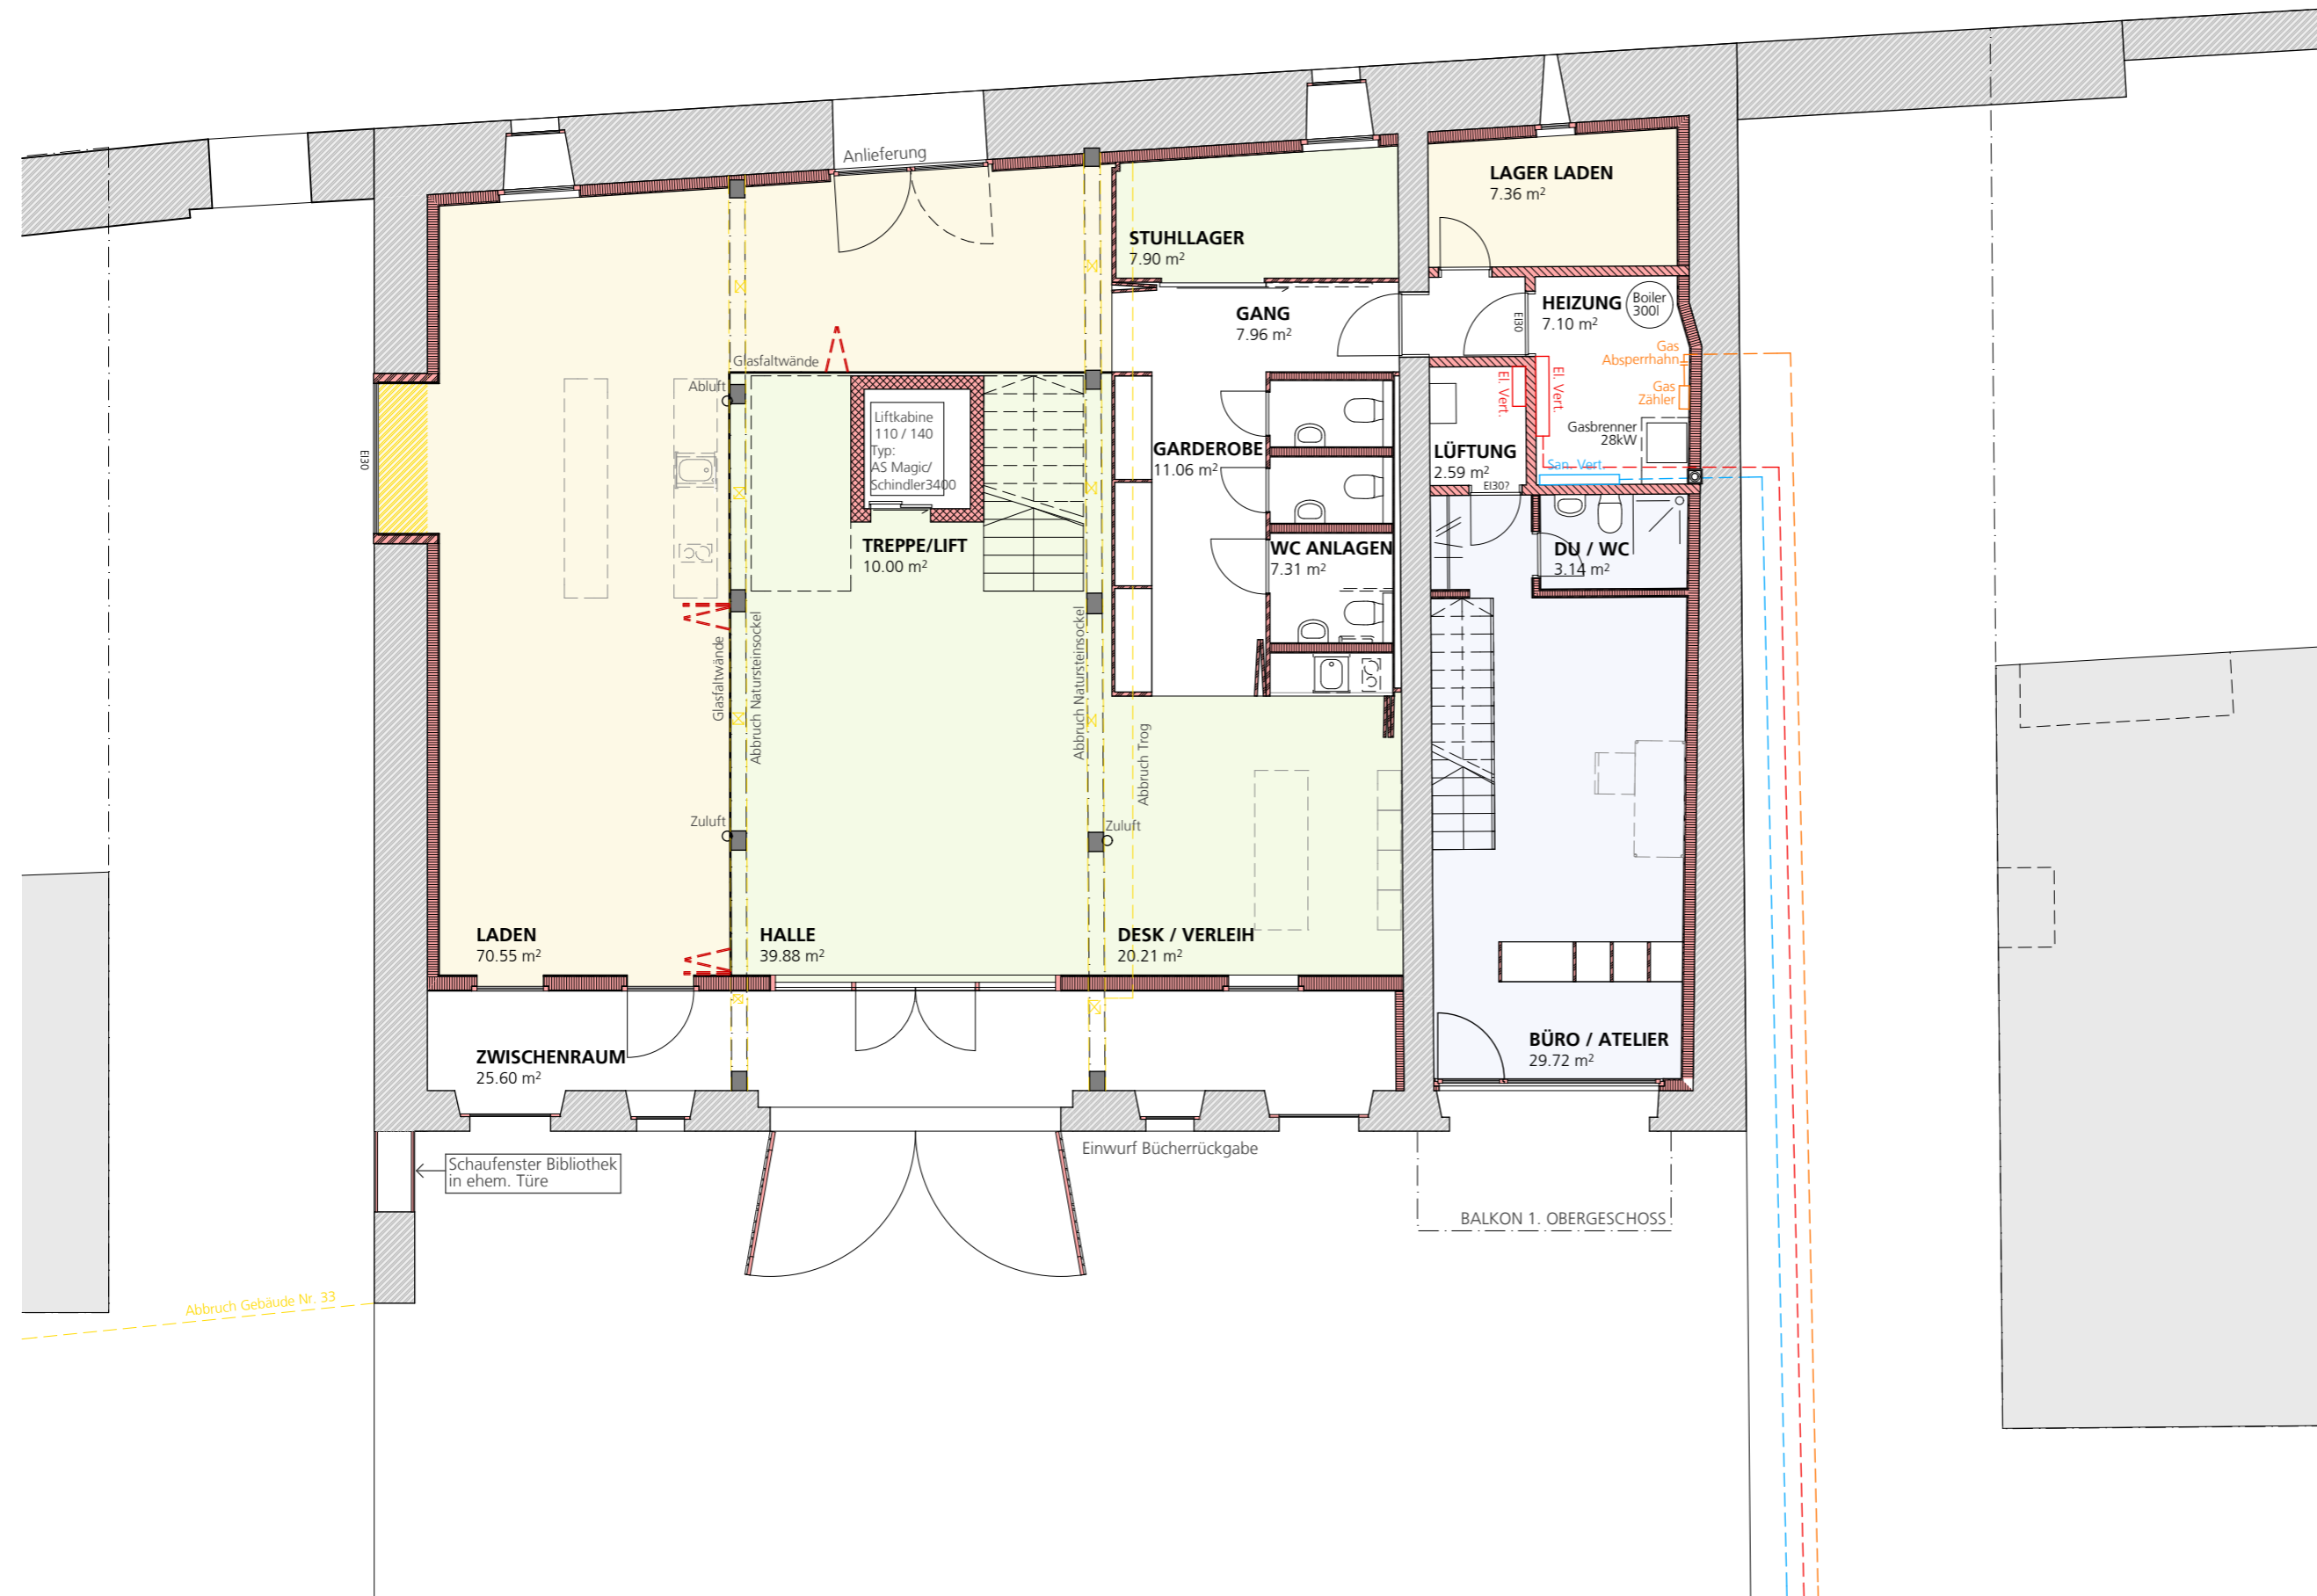 Anlieferung
LAGER LADEN
7.36 m²
STUHLLAGER
7.90 m²
GANG
7.96 m²
EI30
HEIZUNG
7.10 m²
Boiler
300l
Gas
Absperrhahn
Gas
Zähler
El. Vert.
El. Vert.
Gasbrenner
28kW
San. Vert.
Glasfaltwände
Abluft
Liftkabine
110 / 140
Typ:
AS Magic/
Schindler3400
EI30
GARDEROBE
11.06 m²
LÜFTUNG
2.59 m²
EI30?
TREPPE/LIFT
10.00 m²
WC ANLAGEN
7.31 m²
DU / WC
3.14 m²
Glasfaltwände
Abbruch Natursteinsockel
Abbruch Natursteinsockel
Abbruch Trog
Zuluft
Zuluft
LADEN
70.55 m²
HALLE
39.88 m²
DESK / VERLEIH
20.21 m²
ZWISCHENRAUM
25.60 m²
BÜRO / ATELIER
29.72 m²
Einwurf Bücherrückgabe
Schaufenster Bibliothek
in ehem. Türe
BALKON 1. OBERGESCHOSS
Abbruch Gebäude Nr. 33